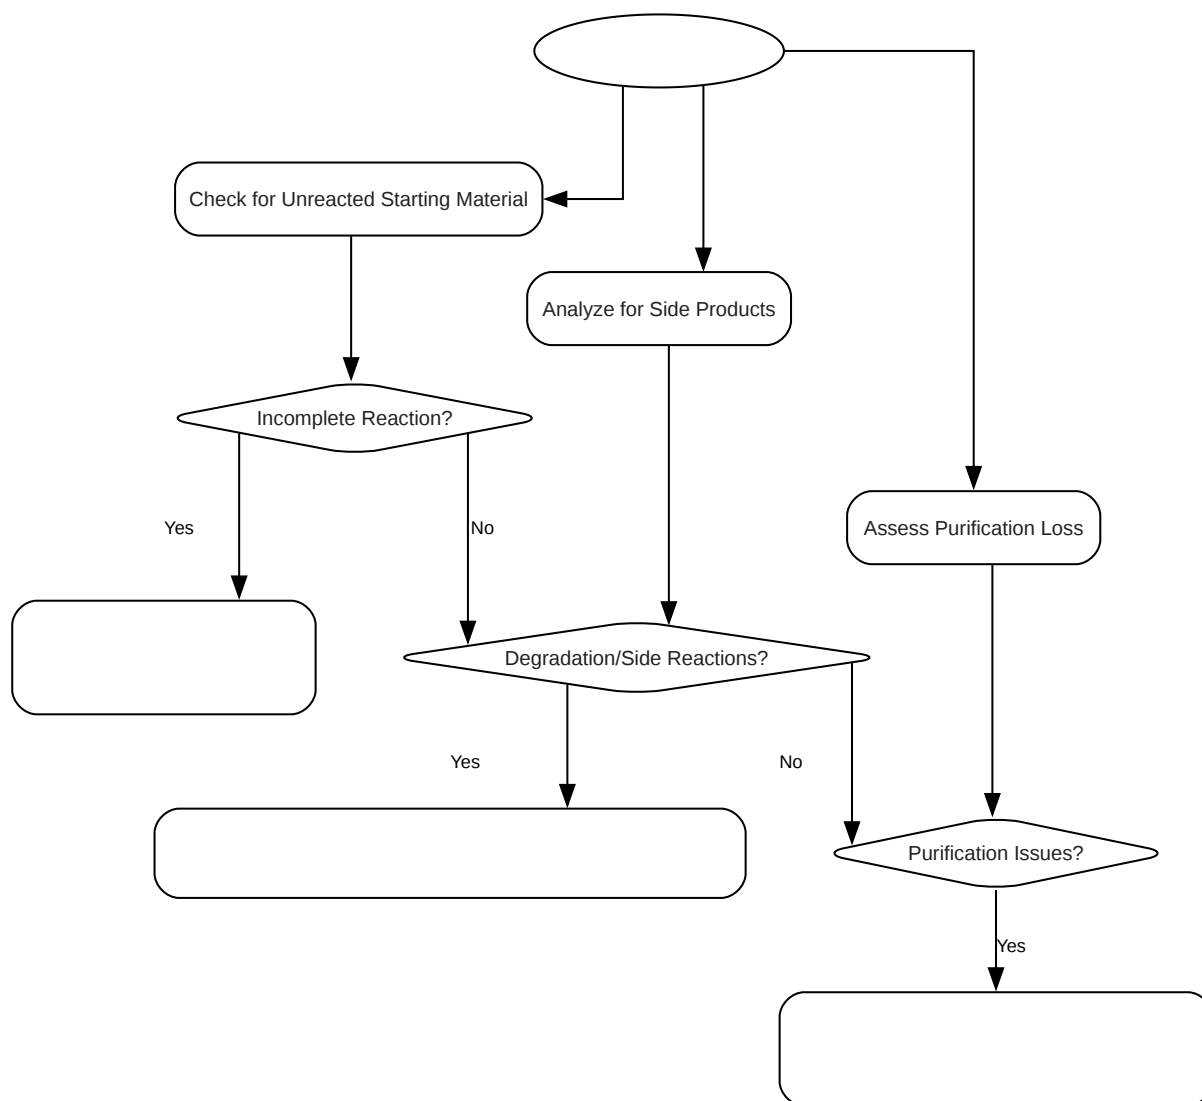 Check for Unreacted Starting Material
Analyze for Side Products
Incomplete Reaction?
Yes
No
Assess Purification Loss
Degradation/Side Reactions?
Yes
No
Purification Issues?
Yes